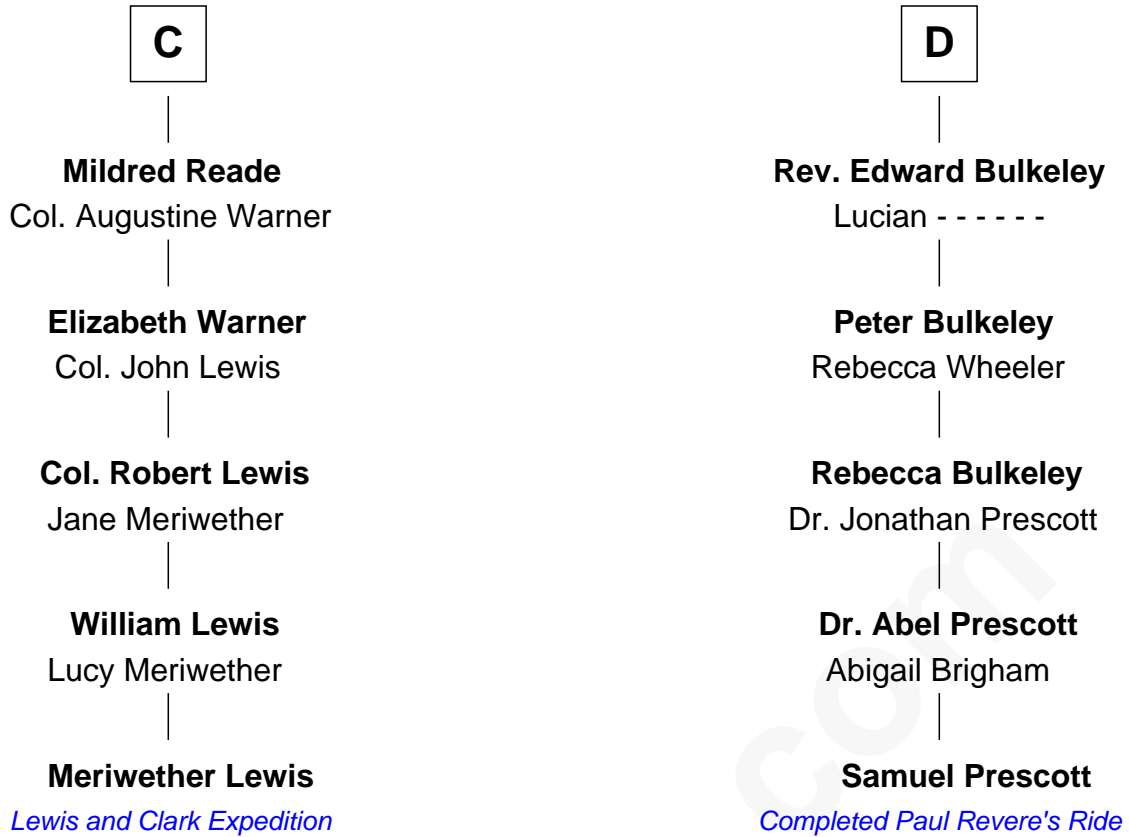 C
Mildred Reade
Col. Augustine Warner
Elizabeth Warner
Col. John Lewis
Col. Robert Lewis
Jane Meriwether
William Lewis
Lucy Meriwether
Meriwether Lewis
Lewis and Clark Expedition
D
Rev. Edward Bulkeley
Lucian - - - - - -
Peter Bulkeley
Rebecca Wheeler
Rebecca Bulkeley
Dr. Jonathan Prescott
Dr. Abel Prescott
Abigail Brigham
Samuel Prescott
Completed Paul Revere's Ride
com